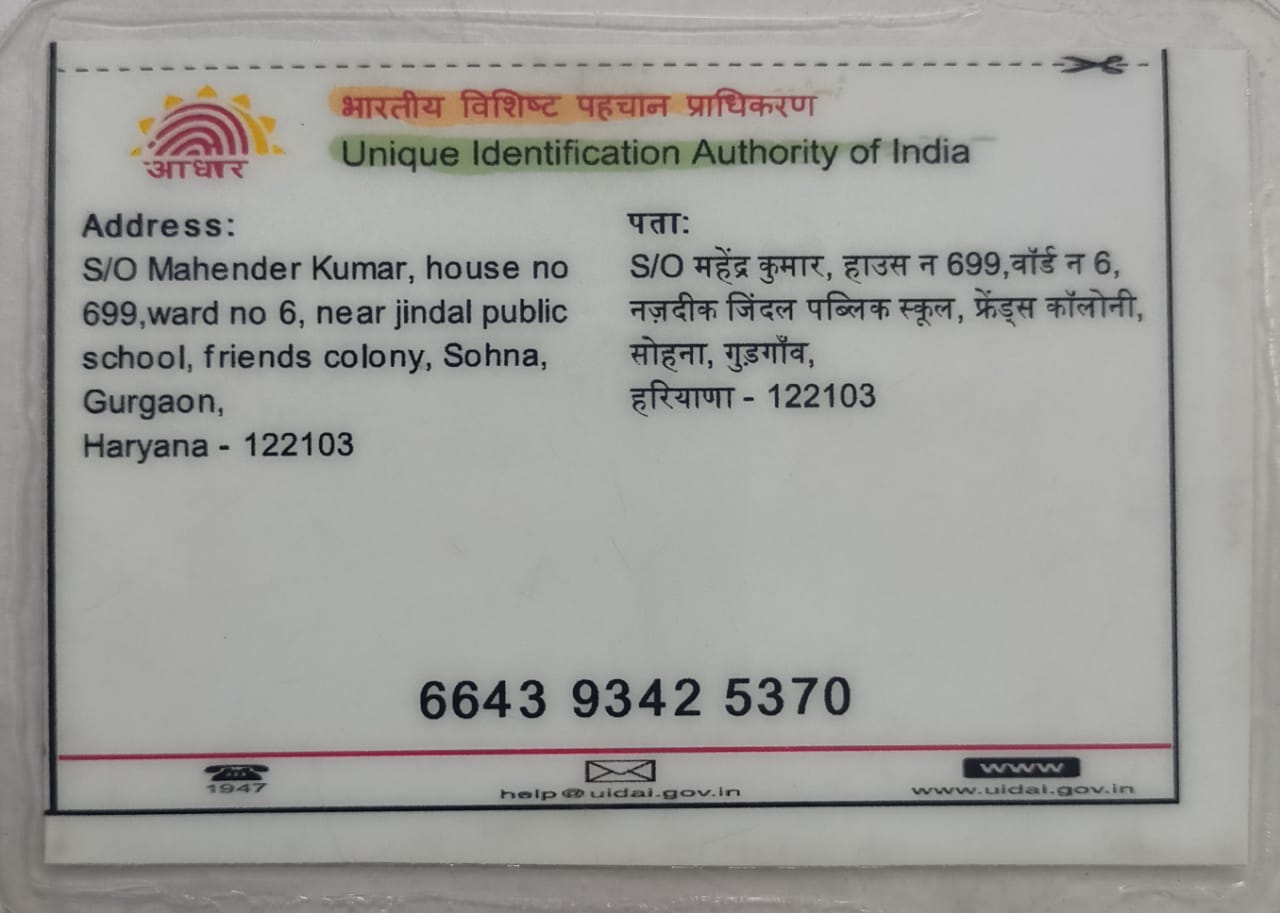 आधार
भारतीय विशिष्ट पहचान प्राधिकरण
Unique Identification Authority of India
Address:
S/O Mahender Kumar, house no
699,ward no 6, near jindal public
school, friends colony, Sohna,
Gurgaon,
Haryana - 122103
पता:
S/O महेंद्र कुमार, हाउस न 699,वॉर्ड न 6,
नज़दीक जिंदल पब्लिक स्कूल, फ्रेंड्स कॉलोनी,
सोहना, गुड़गाँव,
हरियाणा - 122103
6643 9342 5370
1947
help@uidai.gov.in
www
www.uidai.gov.in